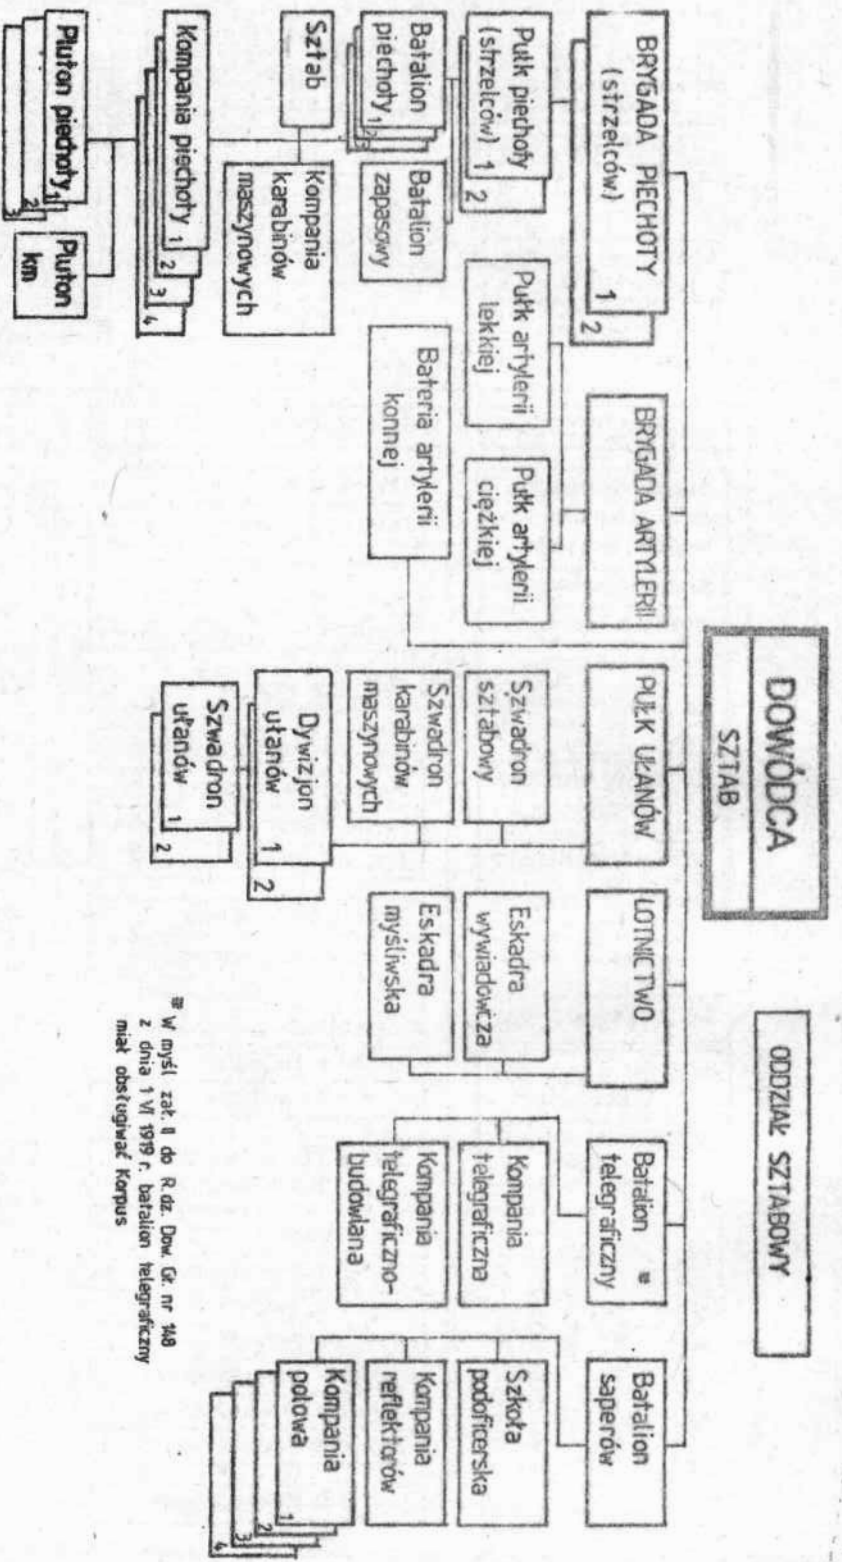 DOWÓDCA
SZTAB
ODDZIAŁ SZTABOWY
BRYGADA PIECHOTY
(strzelców) 1
2
BRYGADA ARTYLERII
PUŁK UŁANÓW
LOTNICTWO
Batalion ※
telegraficzny
Batalion
saperów
Pułk piechoty
(strzelców) 1
2
Pułk artylerii
lekkiej
Pułk artylerii
ciężkiej
Szwadron
sztabowy
Eskadra
wywiadowcza
Kompania
telegraficzna
Szkoła
podoficerska
Batalion
piechoty 1
2
3
Batalion
zapasowy
Bateria artylerii
konnej
Szwadron
karabinów
maszynowych
Eskadra
myśliwska
Kompania
telegraficzno-
budowlana
Kompania
reflektorów
Sztab
Kompania
karabinów
maszynowych
Dywizjon
ułanów 1
2
Kompania
polowa 1
2
3
4
Kompania piechoty 1
2
3
4
Szwadron
ułanów 1
2
Pluton piechoty 1
2
3
Pluton
km
※ W myśl zał. II do R.dz. Dow. Gł. nr 148
z dnia 1 VI 1919 r. batalion telegraficzny
miał obsługiwać Korpus